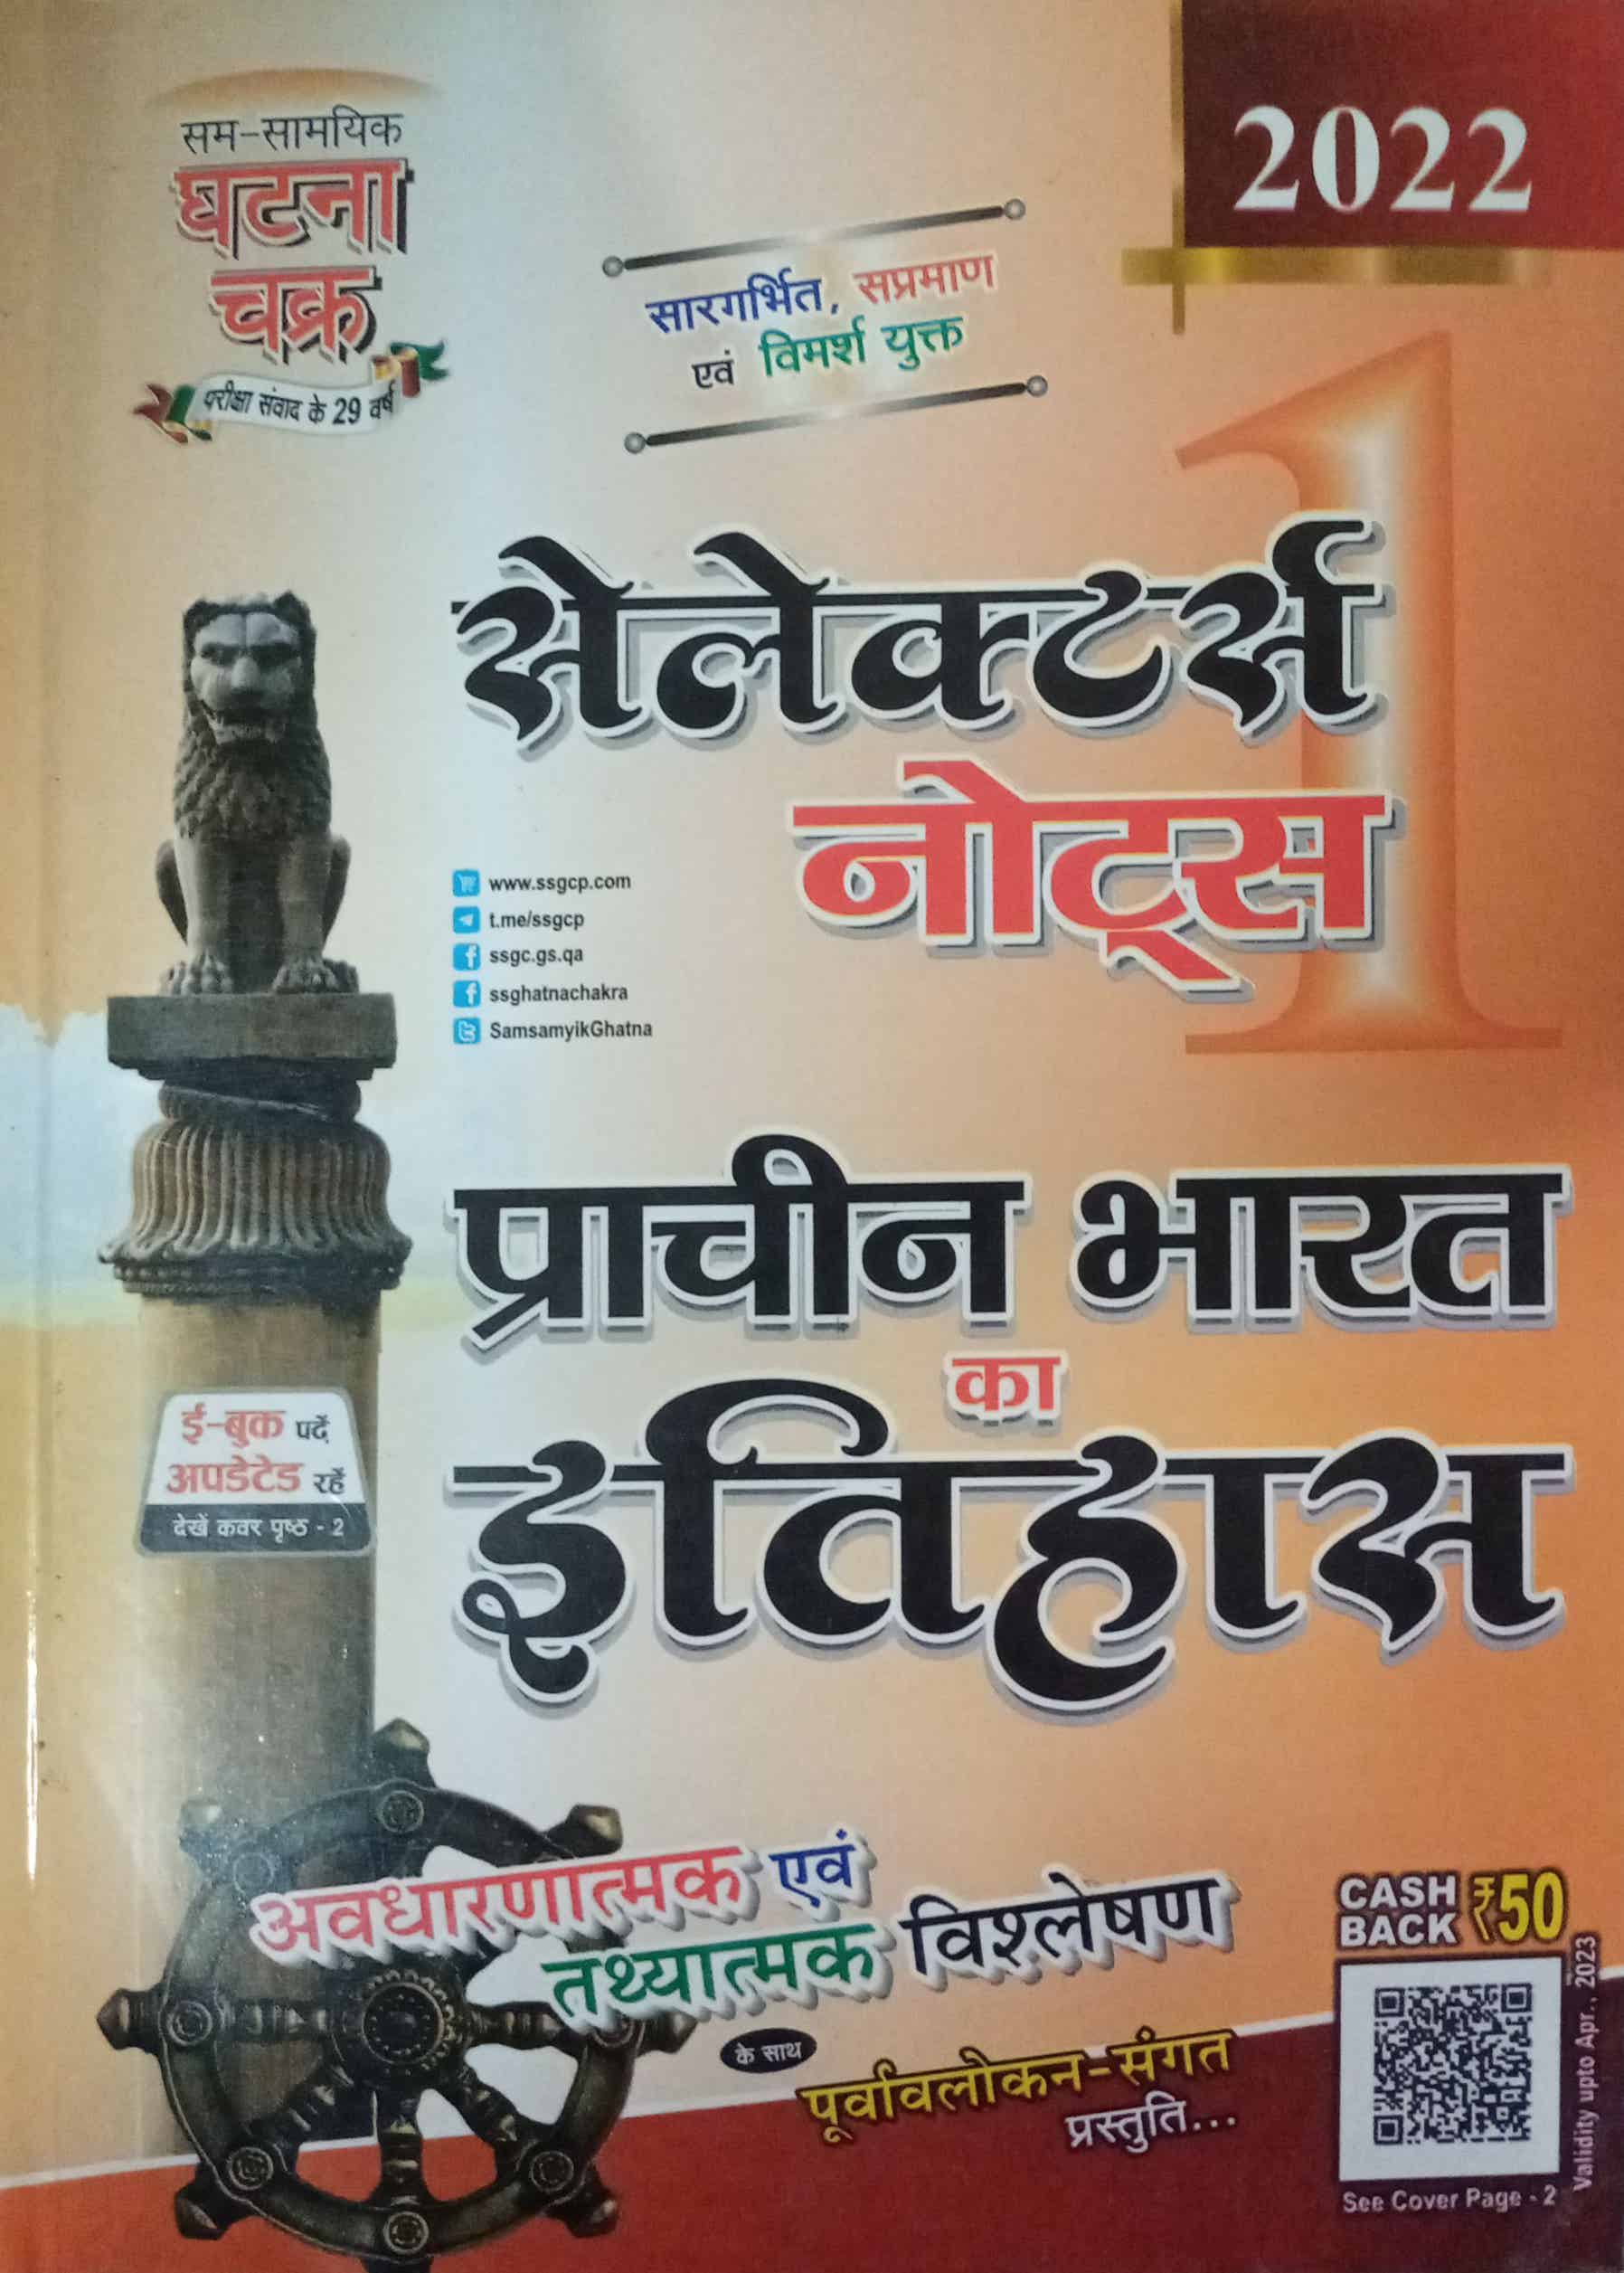 2022
सम-सामयिक
घटना
चक्र
परीक्षा संवाद के 29 वर्ष
सारगर्भित, सप्रमाण
एवं विमर्श युक्त
1
सेलेक्टर्स
नोट्स
www.ssgcp.com
t.me/ssgcp
ssgc.gs.qa
ssghatnachakra
SamsamyikGhatna
प्राचीन भारत
का
इतिहास
ई-बुक पढ़ें
अपडेटेड रहें
देखें कवर पृष्ठ - 2
अवधारणात्मक एवं
तथ्यात्मक विश्लेषण
के साथ
पूर्वावलोकन-संगत
प्रस्तुति...
CASH
BACK ₹50
Validity upto Apr., 2023
See Cover Page - 2